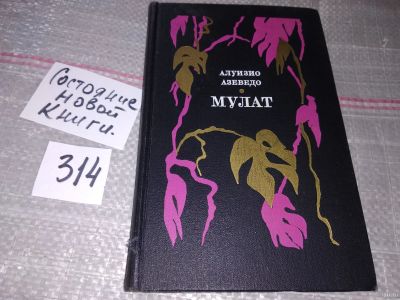 Состояние
новой
книги.
314
АЛУИЗИО
АЗЕВЕДО
МУЛАТ